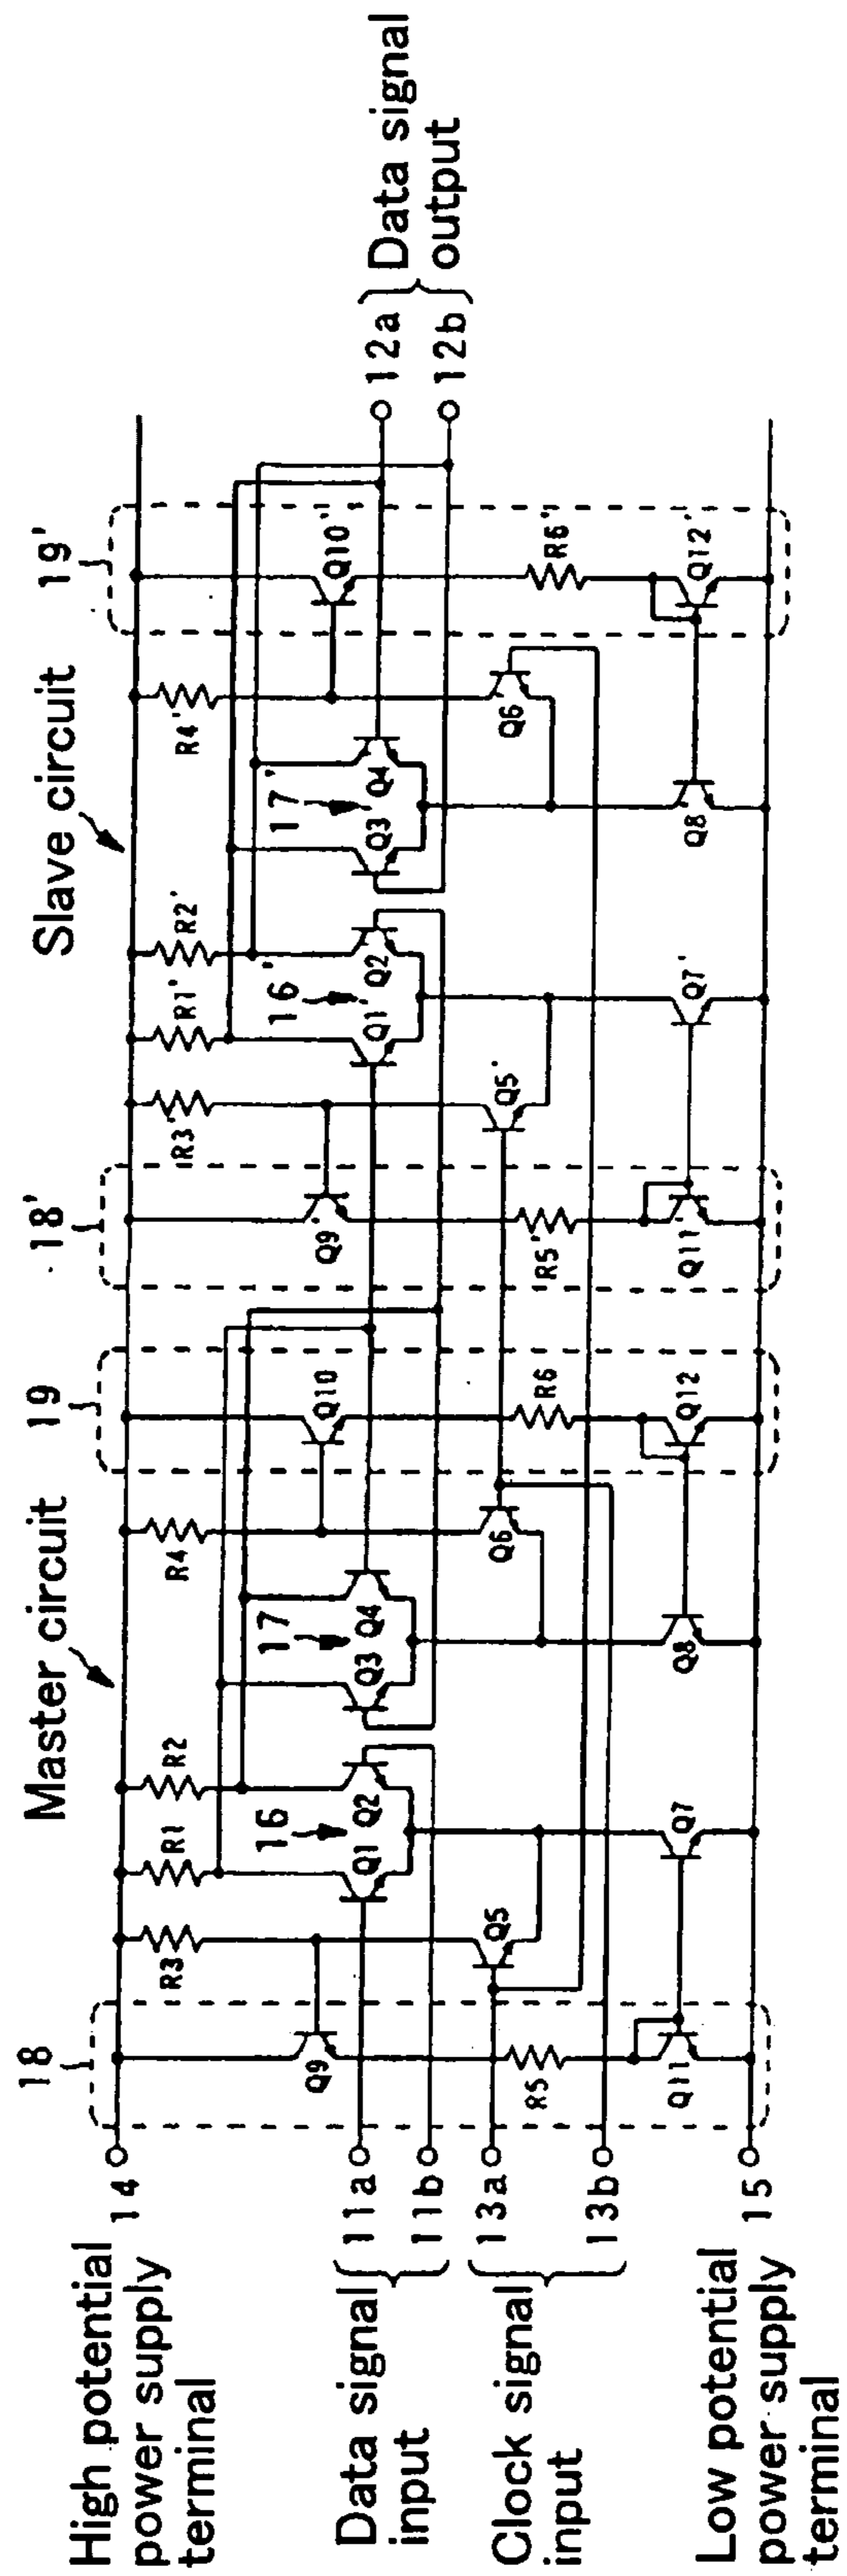 Master circuit
Slave circuit
18
19
18'
19'
High potential
power supply
terminal
14
R3
R1
R2
R4
R3'
R1'
R2'
R4'
Q9
Q10
Q9'
Q10'
16
17
16'
17'
Q1
Q2
Q3
Q4
Q1'
Q2
Q3
Q4
Data signal
input
11a
11b
12a
12b
Data signal
output
Clock signal
input
13a
13b
Q5
Q6
Q5'
Q6
R5
R6
R5'
R6'
Q11
Q7
Q8
Q12
Q11
Q7'
Q8
Q12'
Low potential
power supply
terminal
15